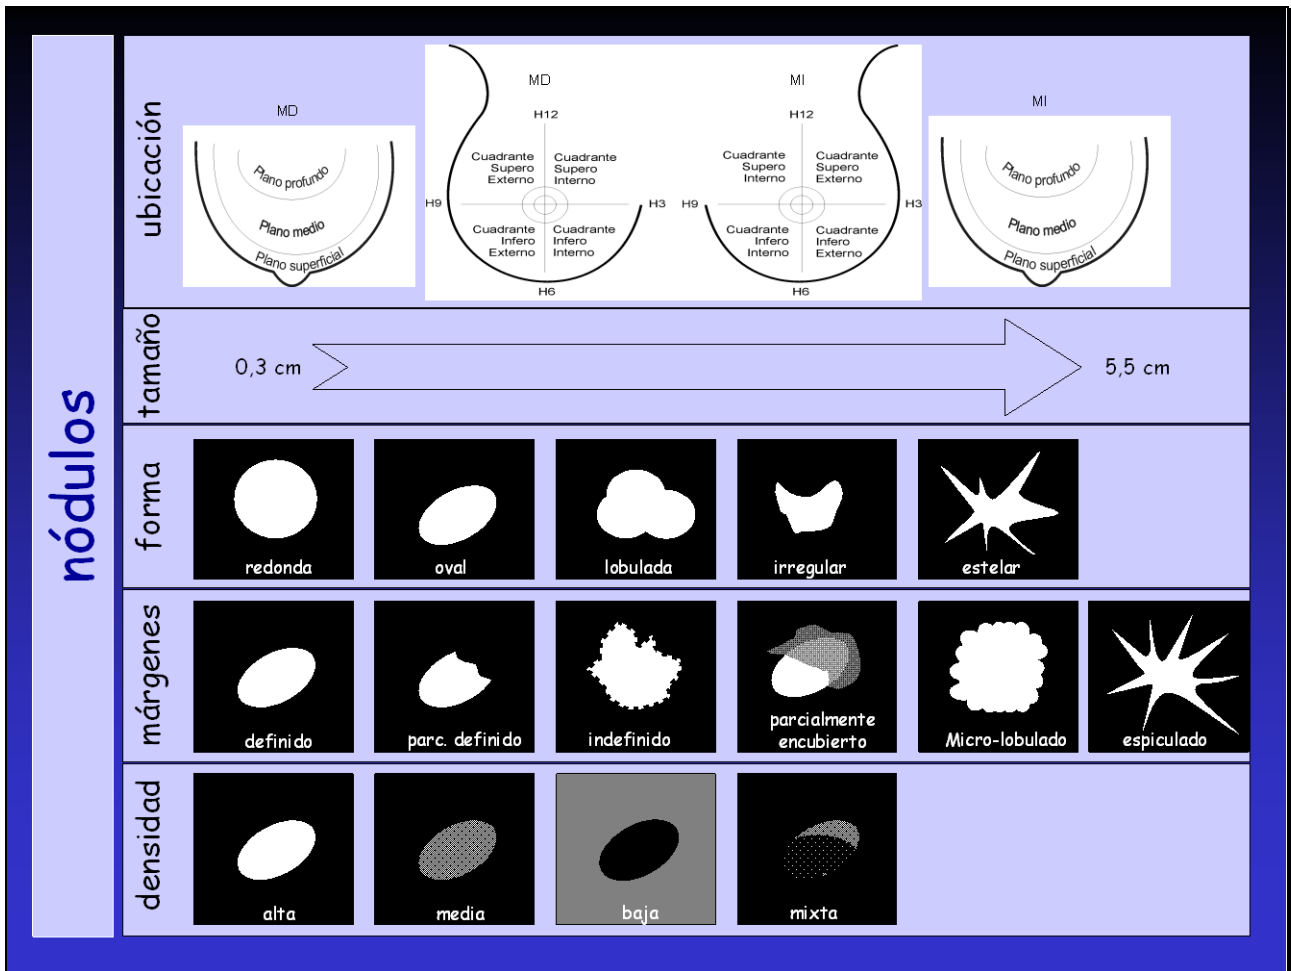 nódulos
ubicación
MD
Plano profundo
Plano medio
Plano superficial
MD
H12
Cuadrante
Supero
Externo
Cuadrante
Supero
Interno
H9
H3
Cuadrante
Infero
Externo
Cuadrante
Infero
Interno
H6
MI
H12
Cuadrante
Supero
Interno
Cuadrante
Supero
Externo
H9
H3
Cuadrante
Infero
Interno
Cuadrante
Infero
Externo
H6
MI
Plano profundo
Plano medio
Plano superficial
tamaño
0,3 cm
5,5 cm
forma
redonda
oval
lobulada
irregular
estelar
márgenes
definido
parc. definido
indefinido
parcialmente
encubierto
Micro-lobulado
espiculado
densidad
alta
media
baja
mixta